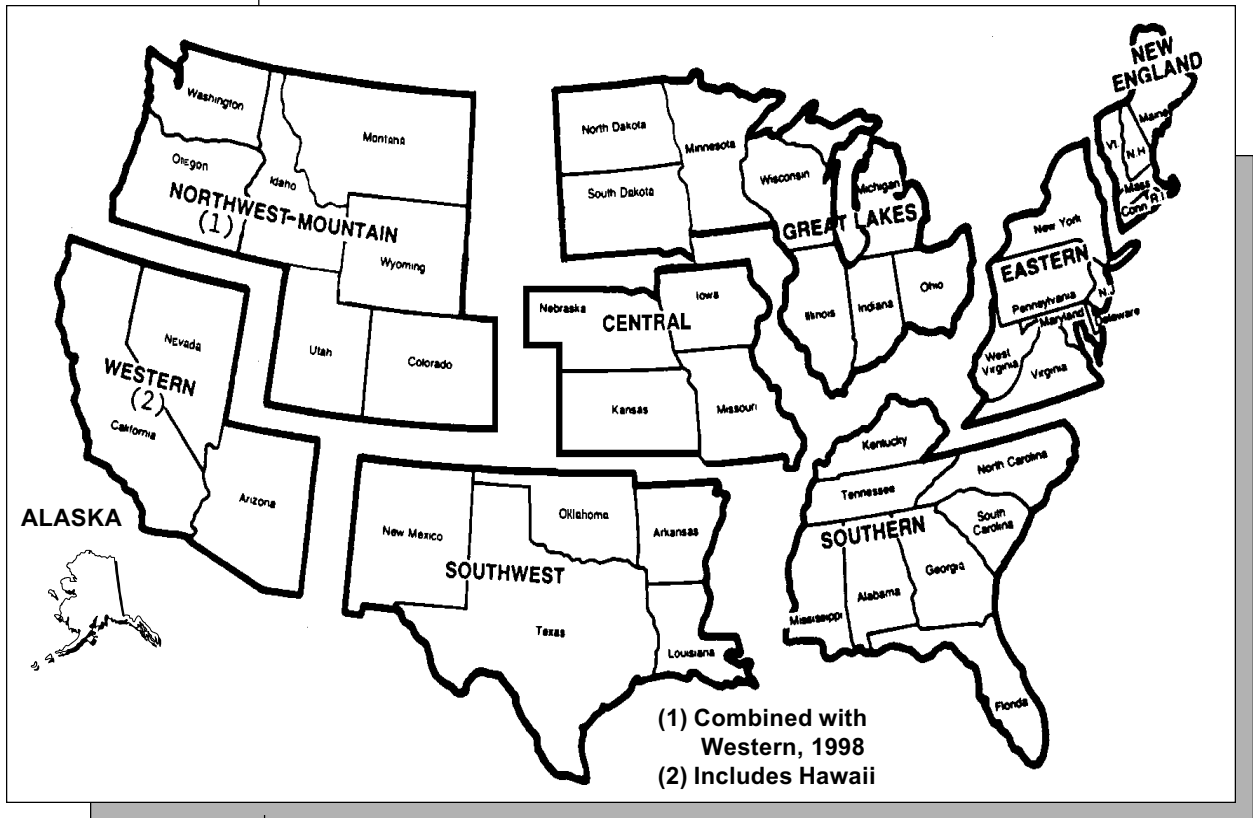 NEW
ENGLAND
Maine
Vt.
N.H
Mass
Conn R.I
Washington
Montana
Oregon
Idaho
NORTHWEST-MOUNTAIN
(1)
Wyoming
Utah
Colorado
North Dakota
South Dakota
Minnesota
Wisconsin
Michigan
GREAT LAKES
Illinois
Indiana
Ohio
New York
EASTERN
Pennsylvania
N.J
Maryland
Delaware
West
Virginia
Virginia
Nevada
WESTERN
(2)
California
Arizona
Nebraska
Iowa
CENTRAL
Kansas
Missouri
Kentucky
Tennessee
North Carolina
South
Carolina
SOUTHERN
Georgia
Alabama
Mississippi
Florida
ALASKA
New Mexico
Oklahoma
Arkansas
SOUTHWEST
Texas
Louisiana
(1) Combined with
Western, 1998
(2) Includes Hawaii